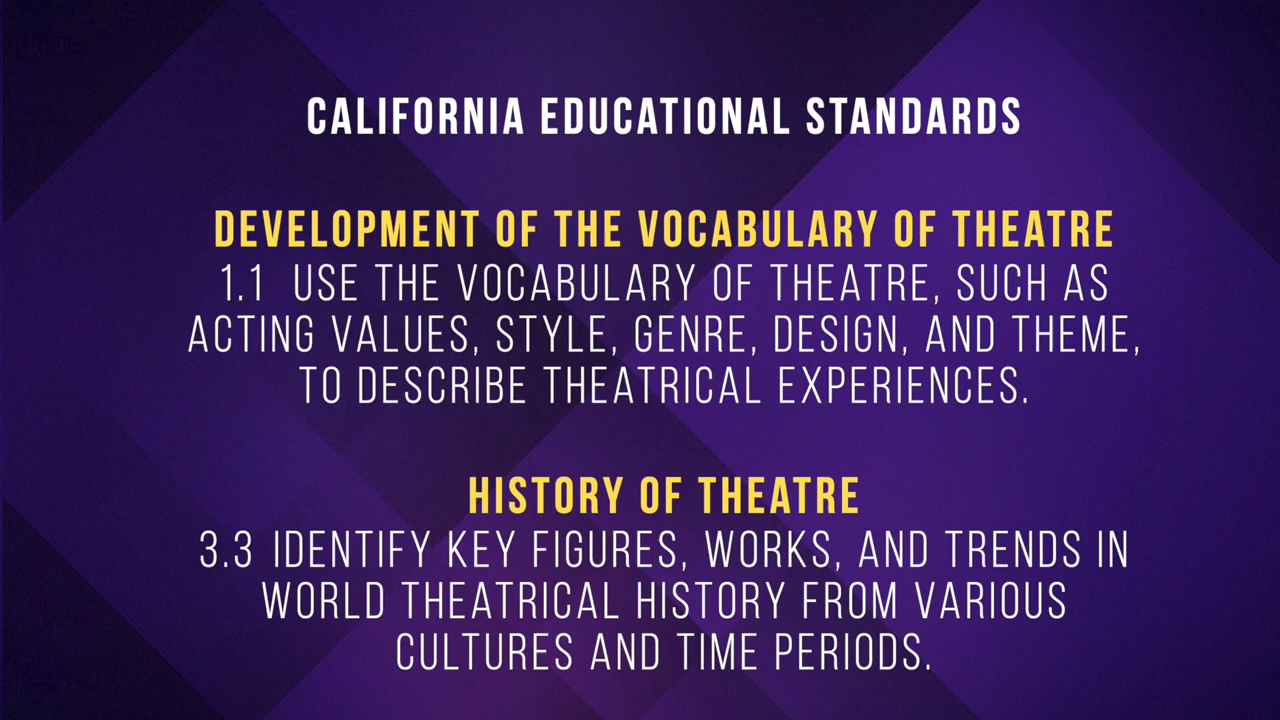 CALIFORNIA EDUCATIONAL STANDARDS
DEVELOPMENT OF THE VOCABULARY OF THEATRE
1.1 USE THE VOCABULARY OF THEATRE, SUCH AS
ACTING VALUES, STYLE, GENRE, DESIGN, AND THEME,
TO DESCRIBE THEATRICAL EXPERIENCES.
HISTORY OF THEATRE
3.3 IDENTIFY KEY FIGURES, WORKS, AND TRENDS IN
WORLD THEATRICAL HISTORY FROM VARIOUS
CULTURES AND TIME PERIODS.